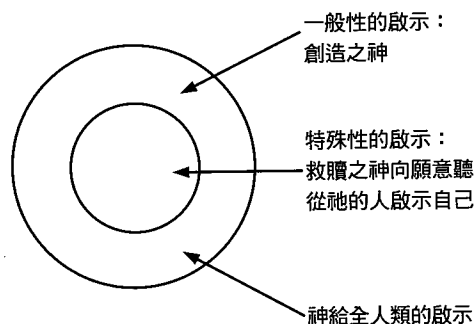 一般性的啟示：
創造之神
特殊性的啟示：
救贖之神向願意聽
從祂的人啟示自己
神給全人類的啟示